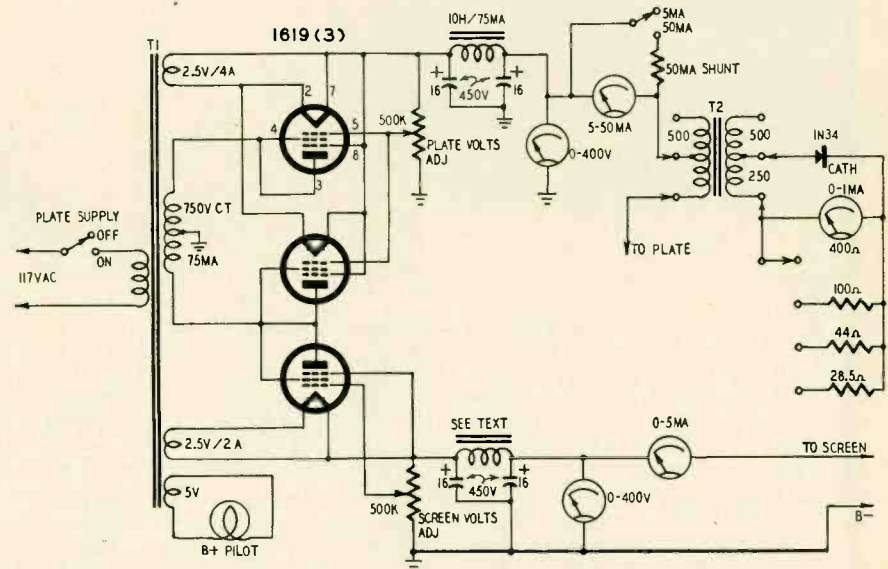 T1
1619(3)
2.5V/4A
2
7
4
5
8
3
10H/75MA
+
16
450V
+
16
500K
PLATE VOLTS
ADJ
0-400V
5MA
50MA
50MA SHUNT
5-50MA
T2
500
500
250
IN34
CATH
0-1MA
400Ω
TO PLATE
100Ω
44Ω
28.5Ω
PLATE SUPPLY
OFF
ON
117VAC
750V CT
75MA
2.5V/2A
5V
B+ PILOT
SEE TEXT
+
16
450V
+
16
500K
SCREEN VOLTS
ADJ
0-400V
0-5MA
TO SCREEN
B-